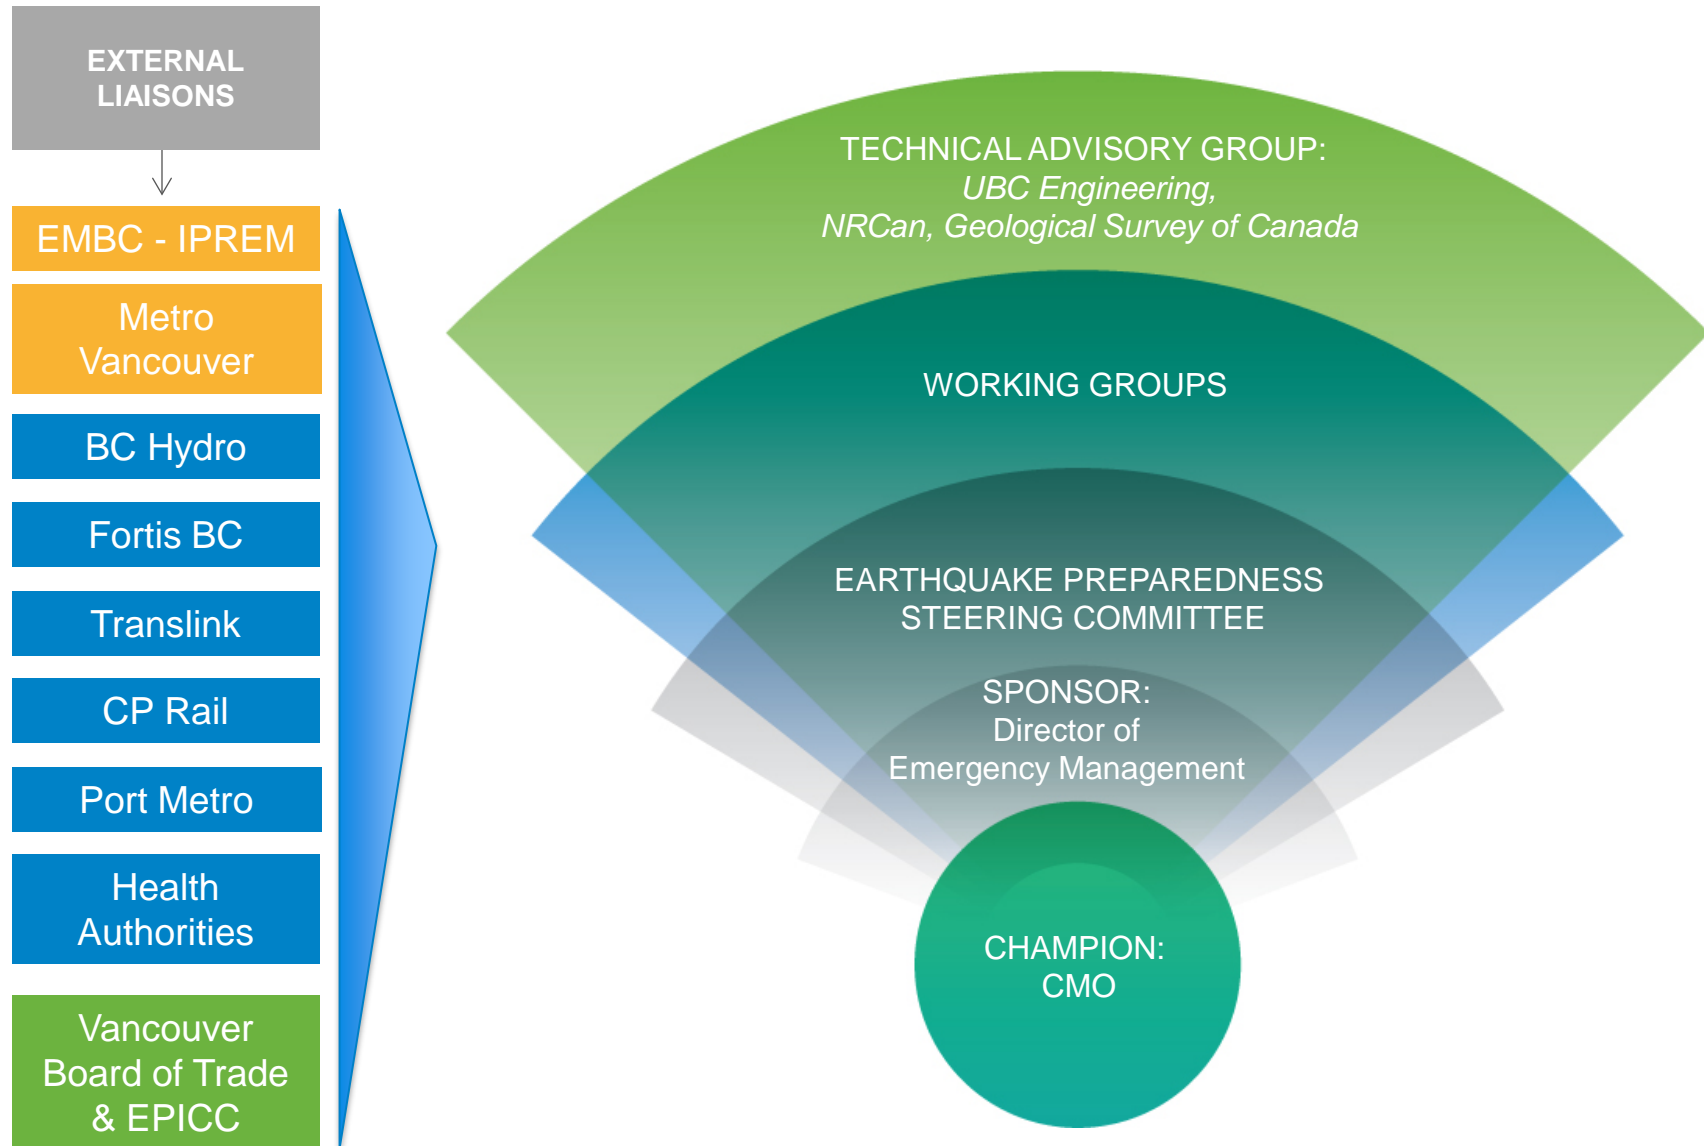 EXTERNAL
LIAISONS
EMBC - IPREM
Metro
Vancouver
BC Hydro
Fortis BC
Translink
CP Rail
Port Metro
Health
Authorities
Vancouver
Board of Trade
& EPICC
TECHNICAL ADVISORY GROUP:
UBC Engineering,
NRCan, Geological Survey of Canada
WORKING GROUPS
EARTHQUAKE PREPAREDNESS
STEERING COMMITTEE
SPONSOR:
Director of
Emergency Management
CHAMPION:
CMO